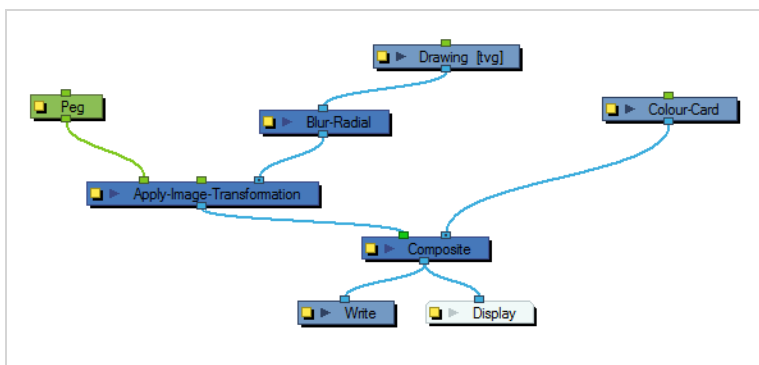 Drawing [tvg]
Peg
Colour-Card
Blur-Radial
Apply-Image-Transformation
Composite
Write
Display